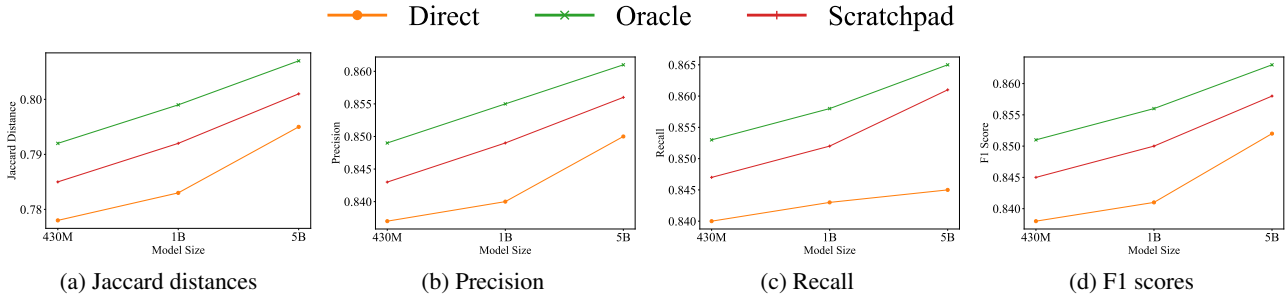 Direct Oracle Scratchpad
Jaccard Distance
0.80
0.79
0.78
430M 1B 5B
Model Size
(a) Jaccard distances
Precision
0.860
0.855
0.850
0.845
0.840
430M 1B 5B
Model Size
(b) Precision
Recall
0.865
0.860
0.855
0.850
0.845
0.840
430M 1B 5B
Model Size
(c) Recall
F1 Score
0.860
0.855
0.850
0.845
0.840
430M 1B 5B
Model Size
(d) F1 scores